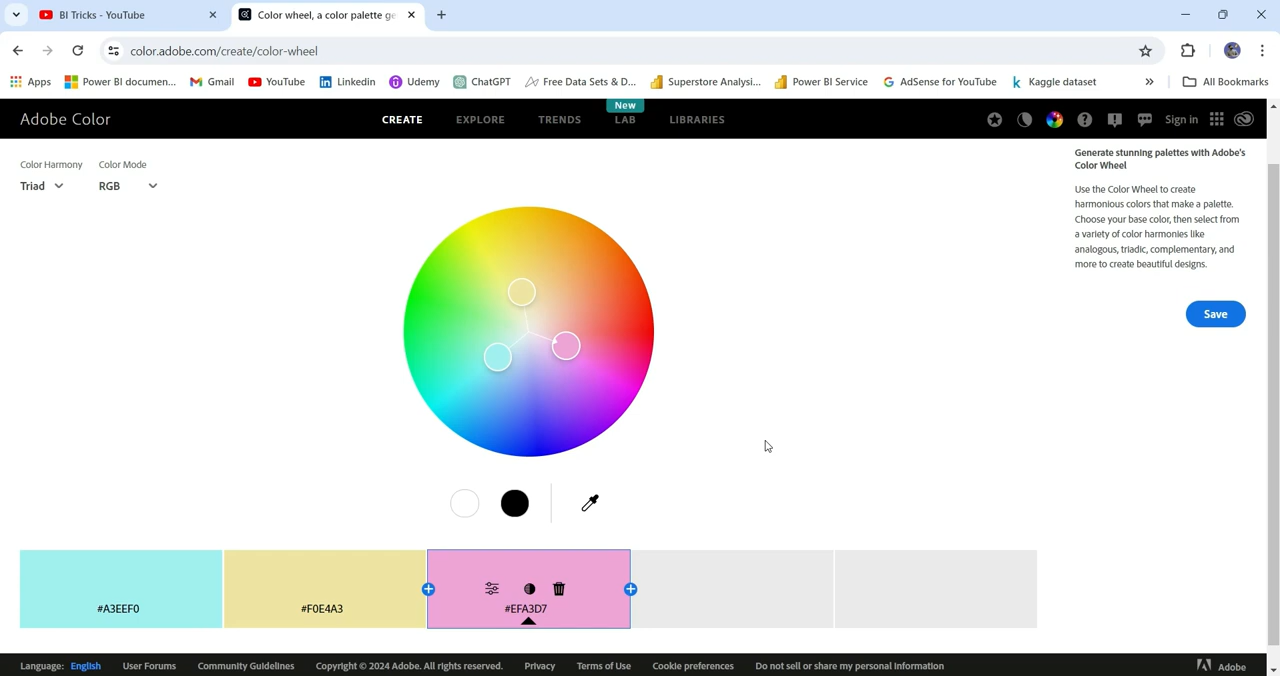 BI Tricks - YouTube
Color wheel, a color palette ge
color.adobe.com/create/color-wheel
Apps
Power BI documen...
Gmail
YouTube
Linkedin
Udemy
ChatGPT
Free Data Sets & D...
Superstore Analysi...
Power BI Service
AdSense for YouTube
Kaggle dataset
»
All Bookmarks
New
Adobe Color
CREATE
EXPLORE
TRENDS
LAB
LIBRARIES
Sign in
Color Harmony
Color Mode
Triad
RGB
Generate stunning palettes with Adobe's
Color Wheel
Use the Color Wheel to create
harmonious colors that make a palette.
Choose your base color, then select from
a variety of color harmonies like
analogous, triadic, complementary, and
more to create beautiful designs.
Save
#A3EEF0
#F0E4A3
#EFA3D7
Language: English
User Forums
Community Guidelines
Copyright © 2024 Adobe. All rights reserved.
Privacy
Terms of Use
Cookie preferences
Do not sell or share my personal information
Adobe